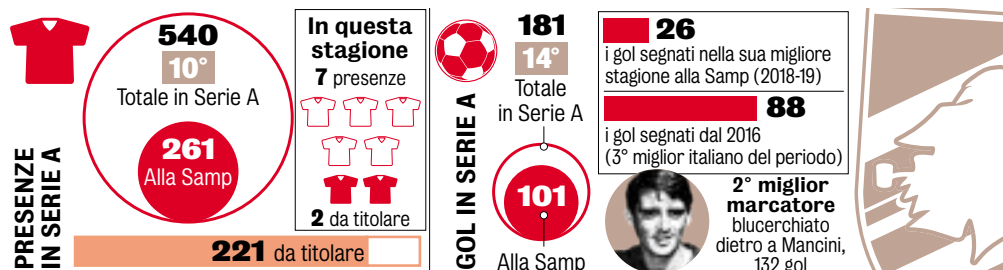 PRESENZE
IN SERIE A
540
10°
Totale in Serie A
261
Alla Samp
221 da titolare
In questa
stagione
7 presenze
2 da titolare
GOL IN SERIE A
181
14°
Totale
in Serie A
101
Alla Samp
26
i gol segnati nella sua migliore
stagione alla Samp (2018-19)
88
i gol segnati dal 2016
(3° miglior italiano del periodo)
2° miglior
marcatore
blucerchiato
dietro a Mancini,
132 gol